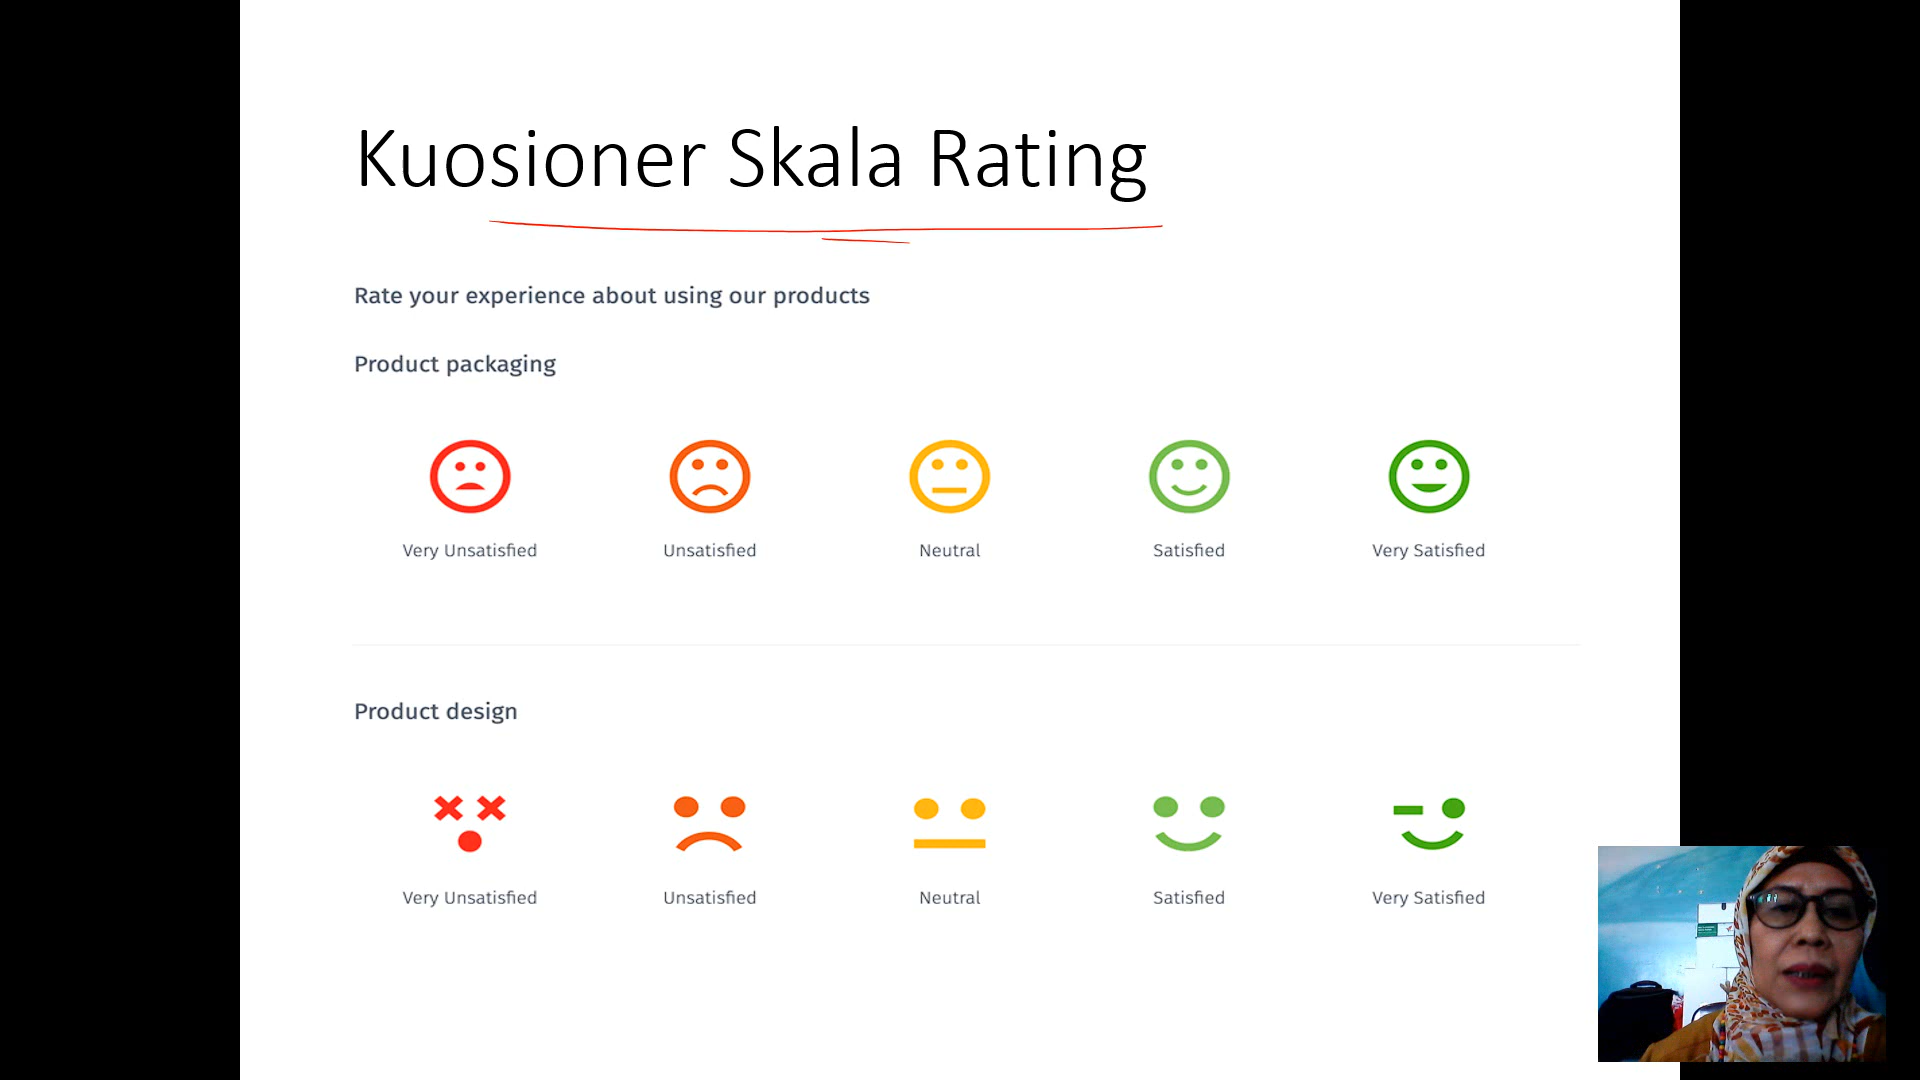 Kuosioner Skala Rating
Rate your experience about using our products
Product packaging
Very Unsatisfied Unsatisfied Neutral Satisfied Very Satisfied
Product design
Very Unsatisfied Unsatisfied Neutral Satisfied Very Satisfied